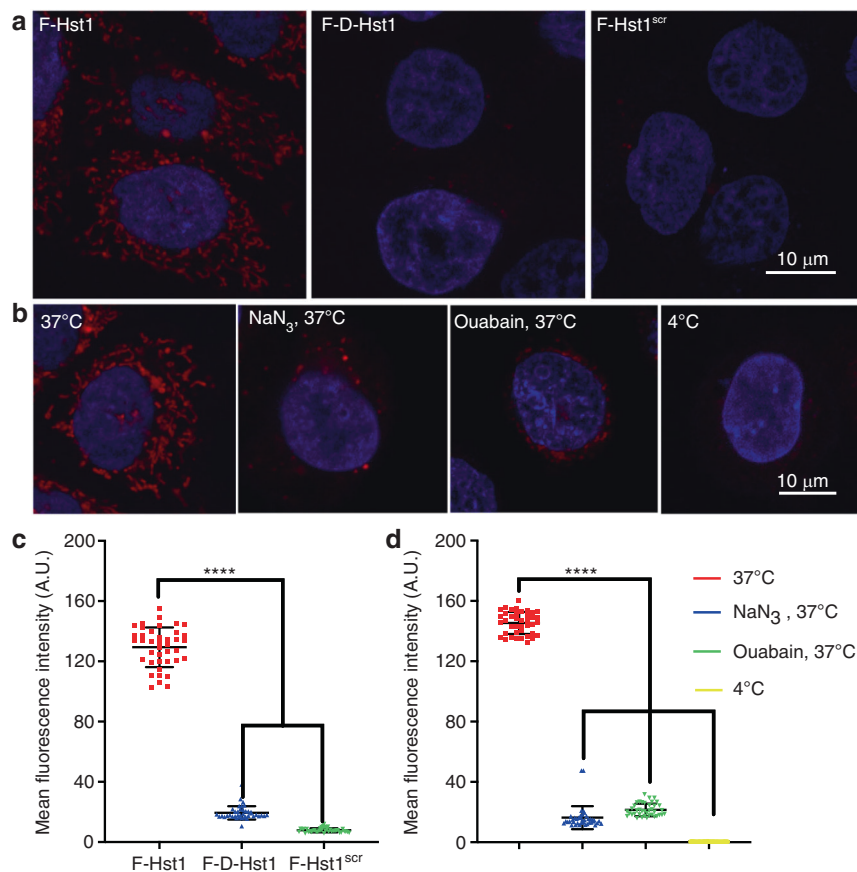 a
F-Hst1
F-D-Hst1
F-Hst1scr
10 μm
b
37°C
NaN3, 37°C
Ouabain, 37°C
4°C
10 μm
c
Mean fluorescence intensity (A.U.)
200
160
120
80
40
0
****
F-Hst1
F-D-Hst1
F-Hst1scr
d
Mean fluorescence intensity (A.U.)
200
160
120
80
40
0
****
37°C
NaN3 , 37°C
Ouabain, 37°C
4°C